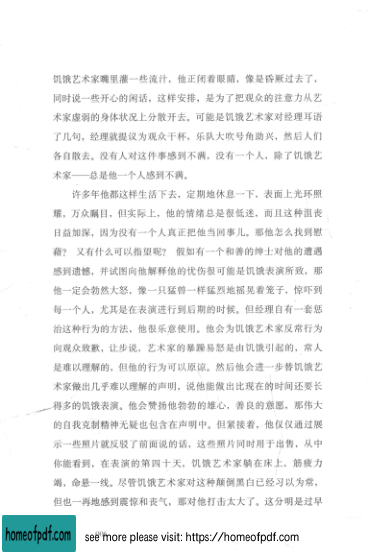 饥饿艺术家嘴里灌一些流汁，他正闭着眼睛，像是昏厥过去了，
同时说一些开心的闲话，这样安排，是为了把观众的注意力从艺
术家虚弱的身体状况上分散开去。可能是饥饿艺术家对经理耳语
了几句，经理就提议为观众干杯，乐队大吹号角助兴，然后人们
各自散去。没有人对这件事感到不满，没有一个人，除了饥饿艺
术家——总是他一个人感到不满。
许多年他都这样生活下去，定期地休息一下，表面上光环照
耀，万众瞩目，但实际上，他的情绪总是很低迷，而且这种沮丧
日益加深，因为没有一个人真正把他当回事儿。那他怎么找到慰
藉？又有什么可以指望呢？假如有一个和善的绅士对他的遭遇
感到遗憾，并试图向他解释他的忧伤很可能是饥饿表演所致，那
他一定会勃然大怒，像一只猛兽一样猛烈地摇晃着笼子，惊吓到
每一个人，尤其是在表演进行到后期的时候。但经理自有一套惩
治这种行为的方法，他很乐意使用。他会为饥饿艺术家反常行为
向观众致歉，让步说，艺术家的暴躁易怒是由饥饿引起的，常人
是难以理解的，但他的行为可以原谅。然后他会进一步替饥饿艺
术家做出几乎难以理解的声明，说他能做出比现在的时间还要长
得多的饥饿表演。他会赞扬他勃勃的雄心，善良的意愿，那伟大
的自我克制精神无疑也包含在声明中。但紧接着，他仅仅通过展
示一些照片就反驳了前面说的话，这些照片同时用于出售，从中
你能看到，在表演的第四十天，饥饿艺术家躺在床上，筋疲力
竭，命悬一线。尽管饥饿艺术家对这种颠倒黑白已经习以为常，
但也一再地感到震惊和丧气，那对他打击太大了。这分明是过早
homeofpdf.com
see more please visit: https://homeofpdf.com